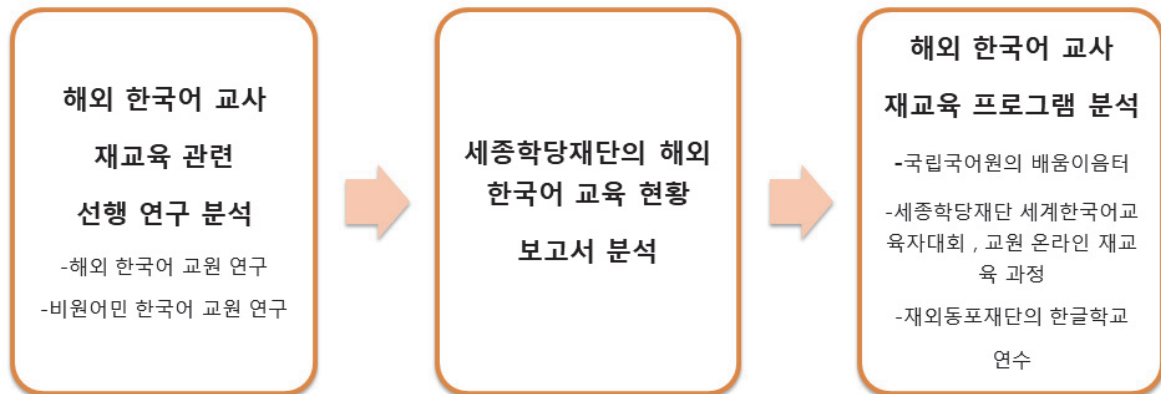 해외 한국어 교사
재교육 관련
선행 연구 분석
-해외 한국어 교원 연구
-비원어민 한국어 교원 연구
세종학당재단의 해외
한국어 교육 현황
보고서 분석
해외 한국어 교사
재교육 프로그램 분석
-국립국어원의 배움이음터
-세종학당재단 세계한국어교
육자대회 , 교원 온라인 재교
육 과정
-재외동포재단의 한글학교
연수